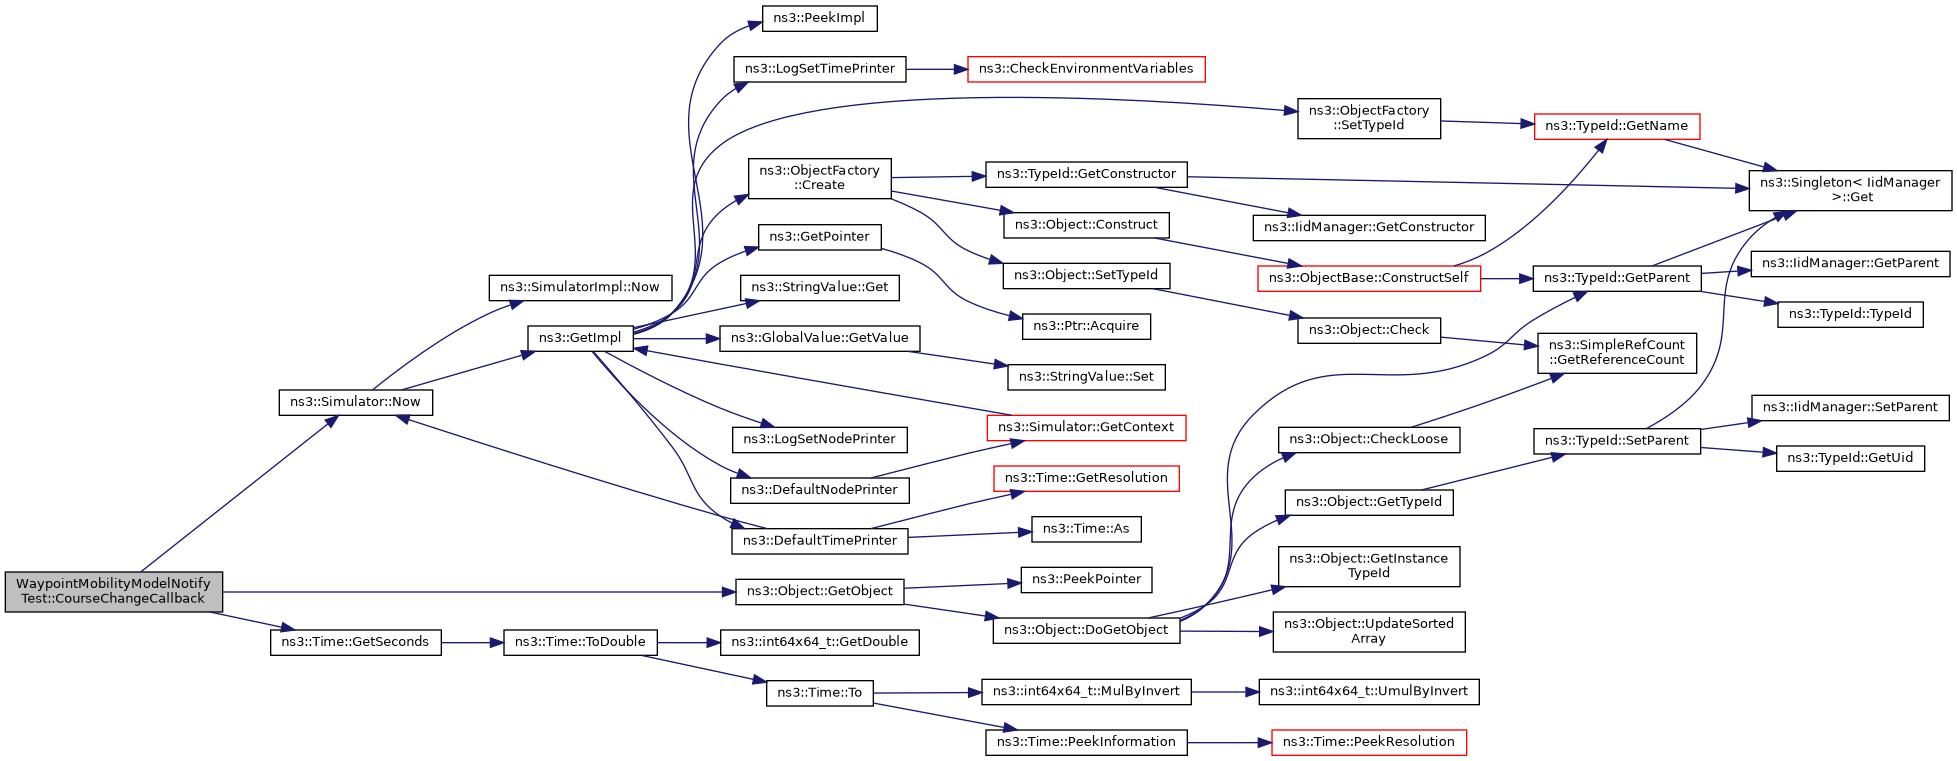 ns3::PeekImpl
ns3::LogSetTimePrinter
ns3::CheckEnvironmentVariables
ns3::ObjectFactory
::SetTypeId
ns3::TypeId::GetName
ns3::ObjectFactory
::Create
ns3::TypeId::GetConstructor
ns3::Singleton< IidManager
>::Get
ns3::Object::Construct
ns3::IidManager::GetConstructor
ns3::GetPointer
ns3::Object::SetTypeId
ns3::ObjectBase::ConstructSelf
ns3::TypeId::GetParent
ns3::IidManager::GetParent
ns3::SimulatorImpl::Now
ns3::StringValue::Get
ns3::TypeId::TypeId
ns3::GetImpl
ns3::GlobalValue::GetValue
ns3::Ptr::Acquire
ns3::Object::Check
ns3::SimpleRefCount
::GetReferenceCount
ns3::StringValue::Set
ns3::Simulator::Now
ns3::IidManager::SetParent
ns3::LogSetNodePrinter
ns3::Simulator::GetContext
ns3::Object::CheckLoose
ns3::TypeId::SetParent
ns3::TypeId::GetUid
ns3::DefaultNodePrinter
ns3::Time::GetResolution
ns3::Object::GetTypeId
ns3::DefaultTimePrinter
ns3::Time::As
ns3::Object::GetInstance
TypeId
WaypointMobilityModelNotify
Test::CourseChangeCallback
ns3::Object::GetObject
ns3::PeekPointer
ns3::Object::DoGetObject
ns3::Object::UpdateSorted
Array
ns3::Time::GetSeconds
ns3::Time::ToDouble
ns3::int64x64_t::GetDouble
ns3::Time::To
ns3::int64x64_t::MulByInvert
ns3::int64x64_t::UmulByInvert
ns3::Time::PeekInformation
ns3::Time::PeekResolution